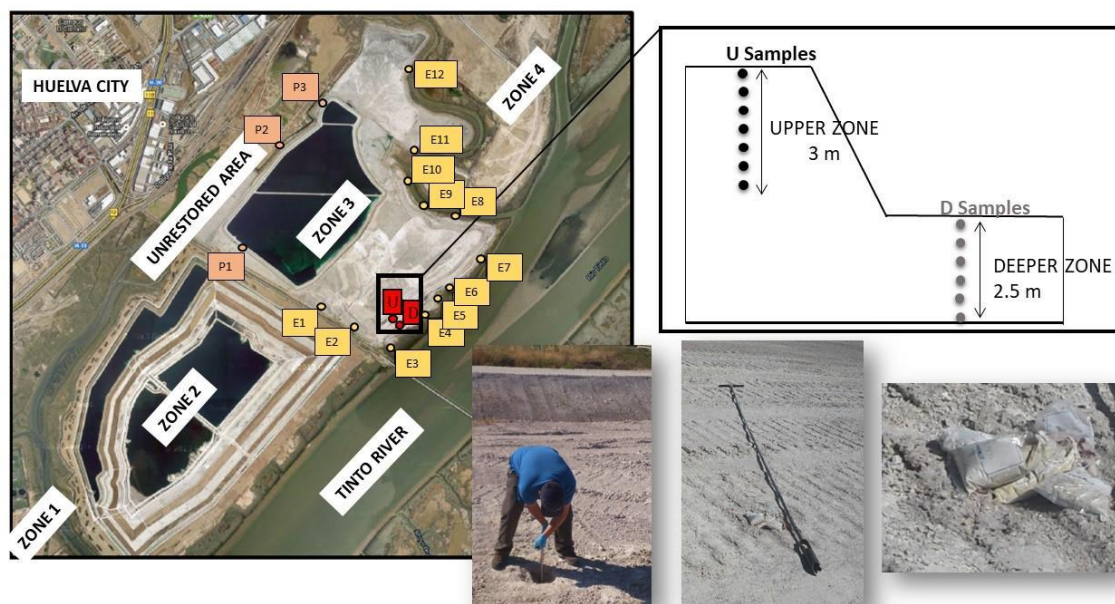 HUELVA CITY
P3
P2
P1
E12
ZONE 4
E11
E10
E9
E8
E7
E6
E5
E4
E3
E2
E1
UNRESTORED AREA
ZONE 3
U
D
ZONE 2
ZONE 1
TINTO RIVER
U Samples
UPPER ZONE
3 m
D Samples
DEEPER ZONE
2.5 m